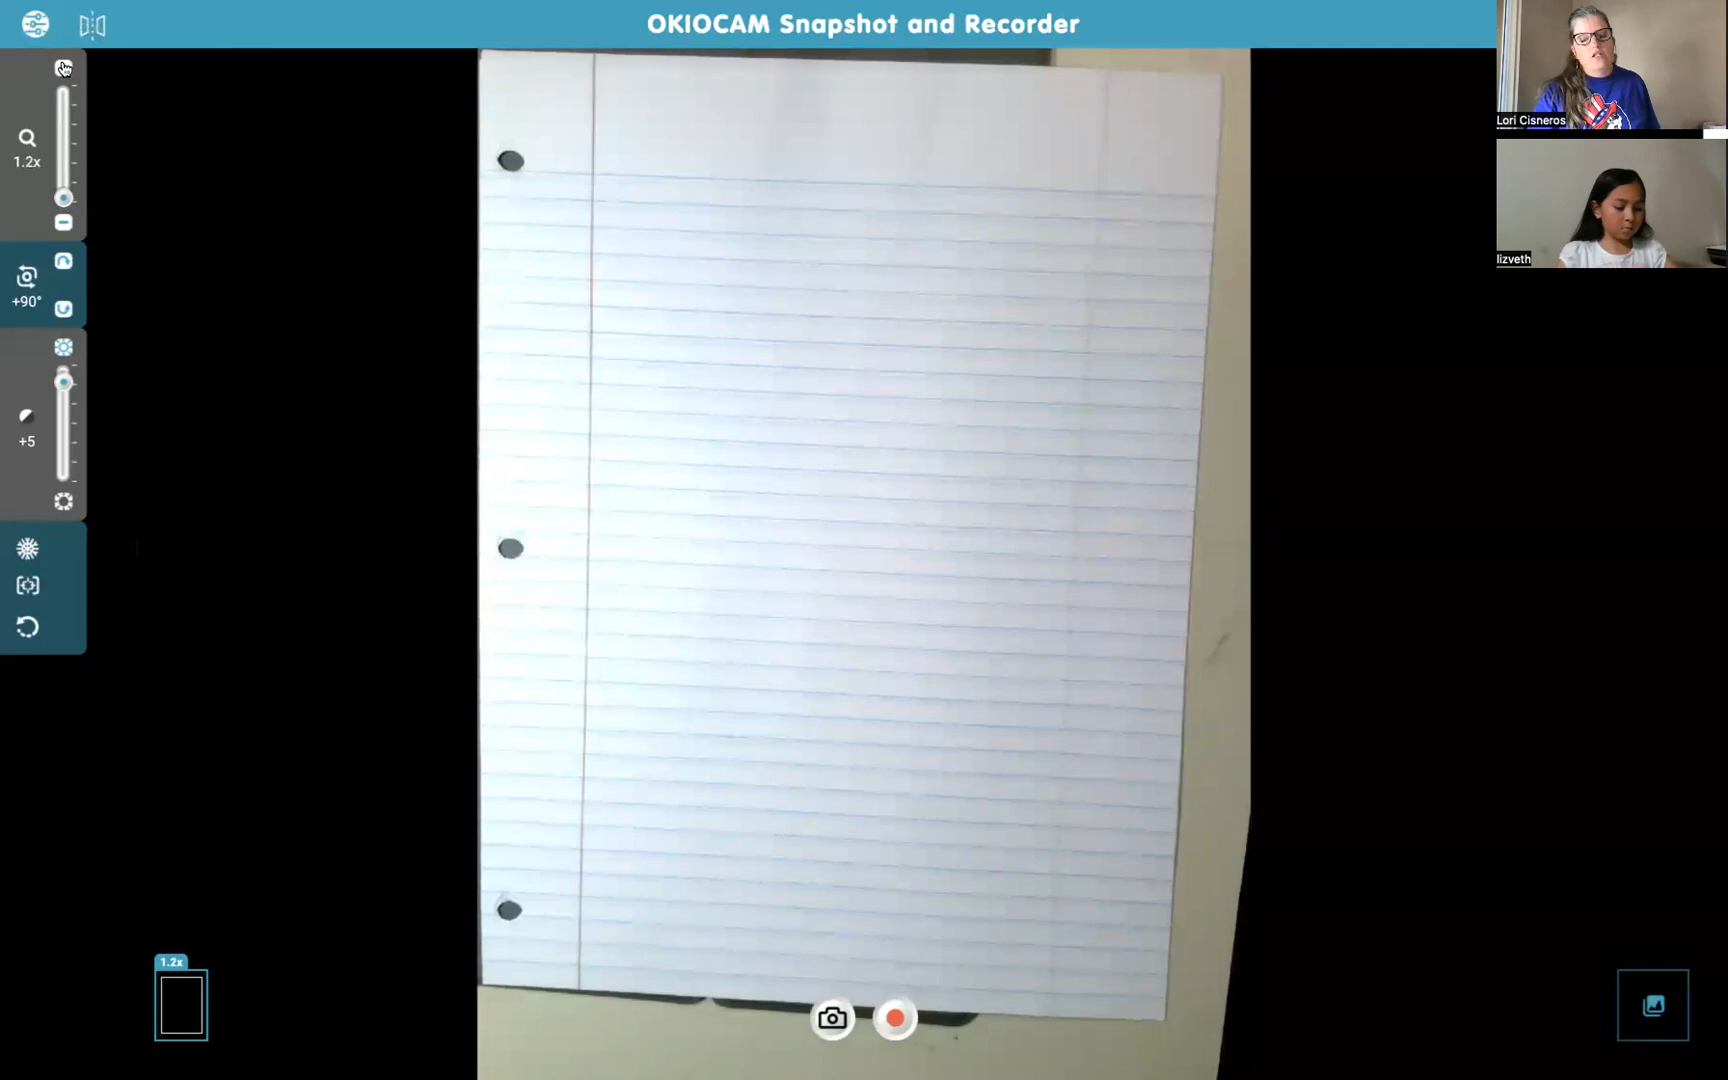 OKIOCAM Snapshot and Recorder
1.2x
+90°
+5
1.2x
Lori Cisneros
lizveth